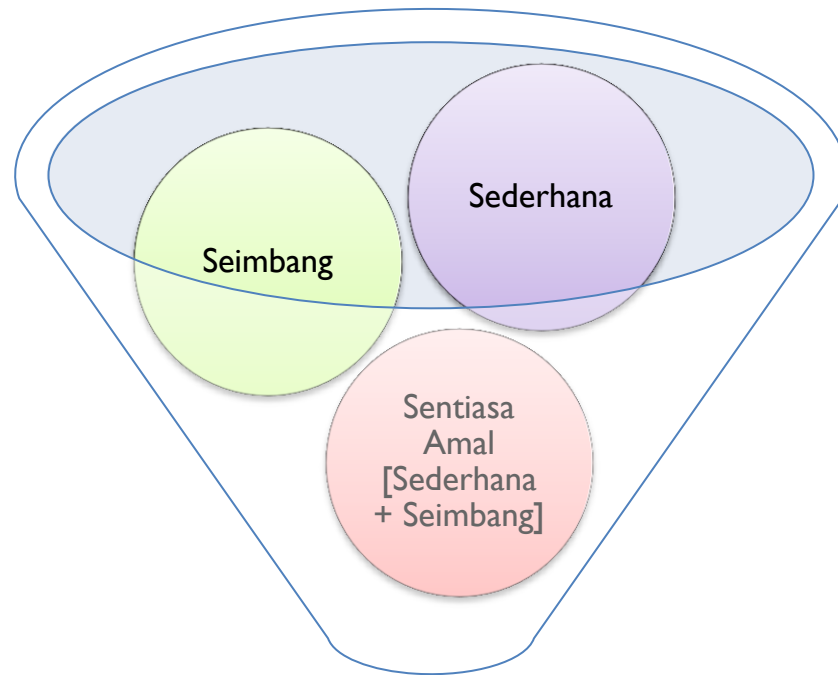 Sederhana
Seimbang
Sentiasa
Amal
[Sederhana
+ Seimbang]